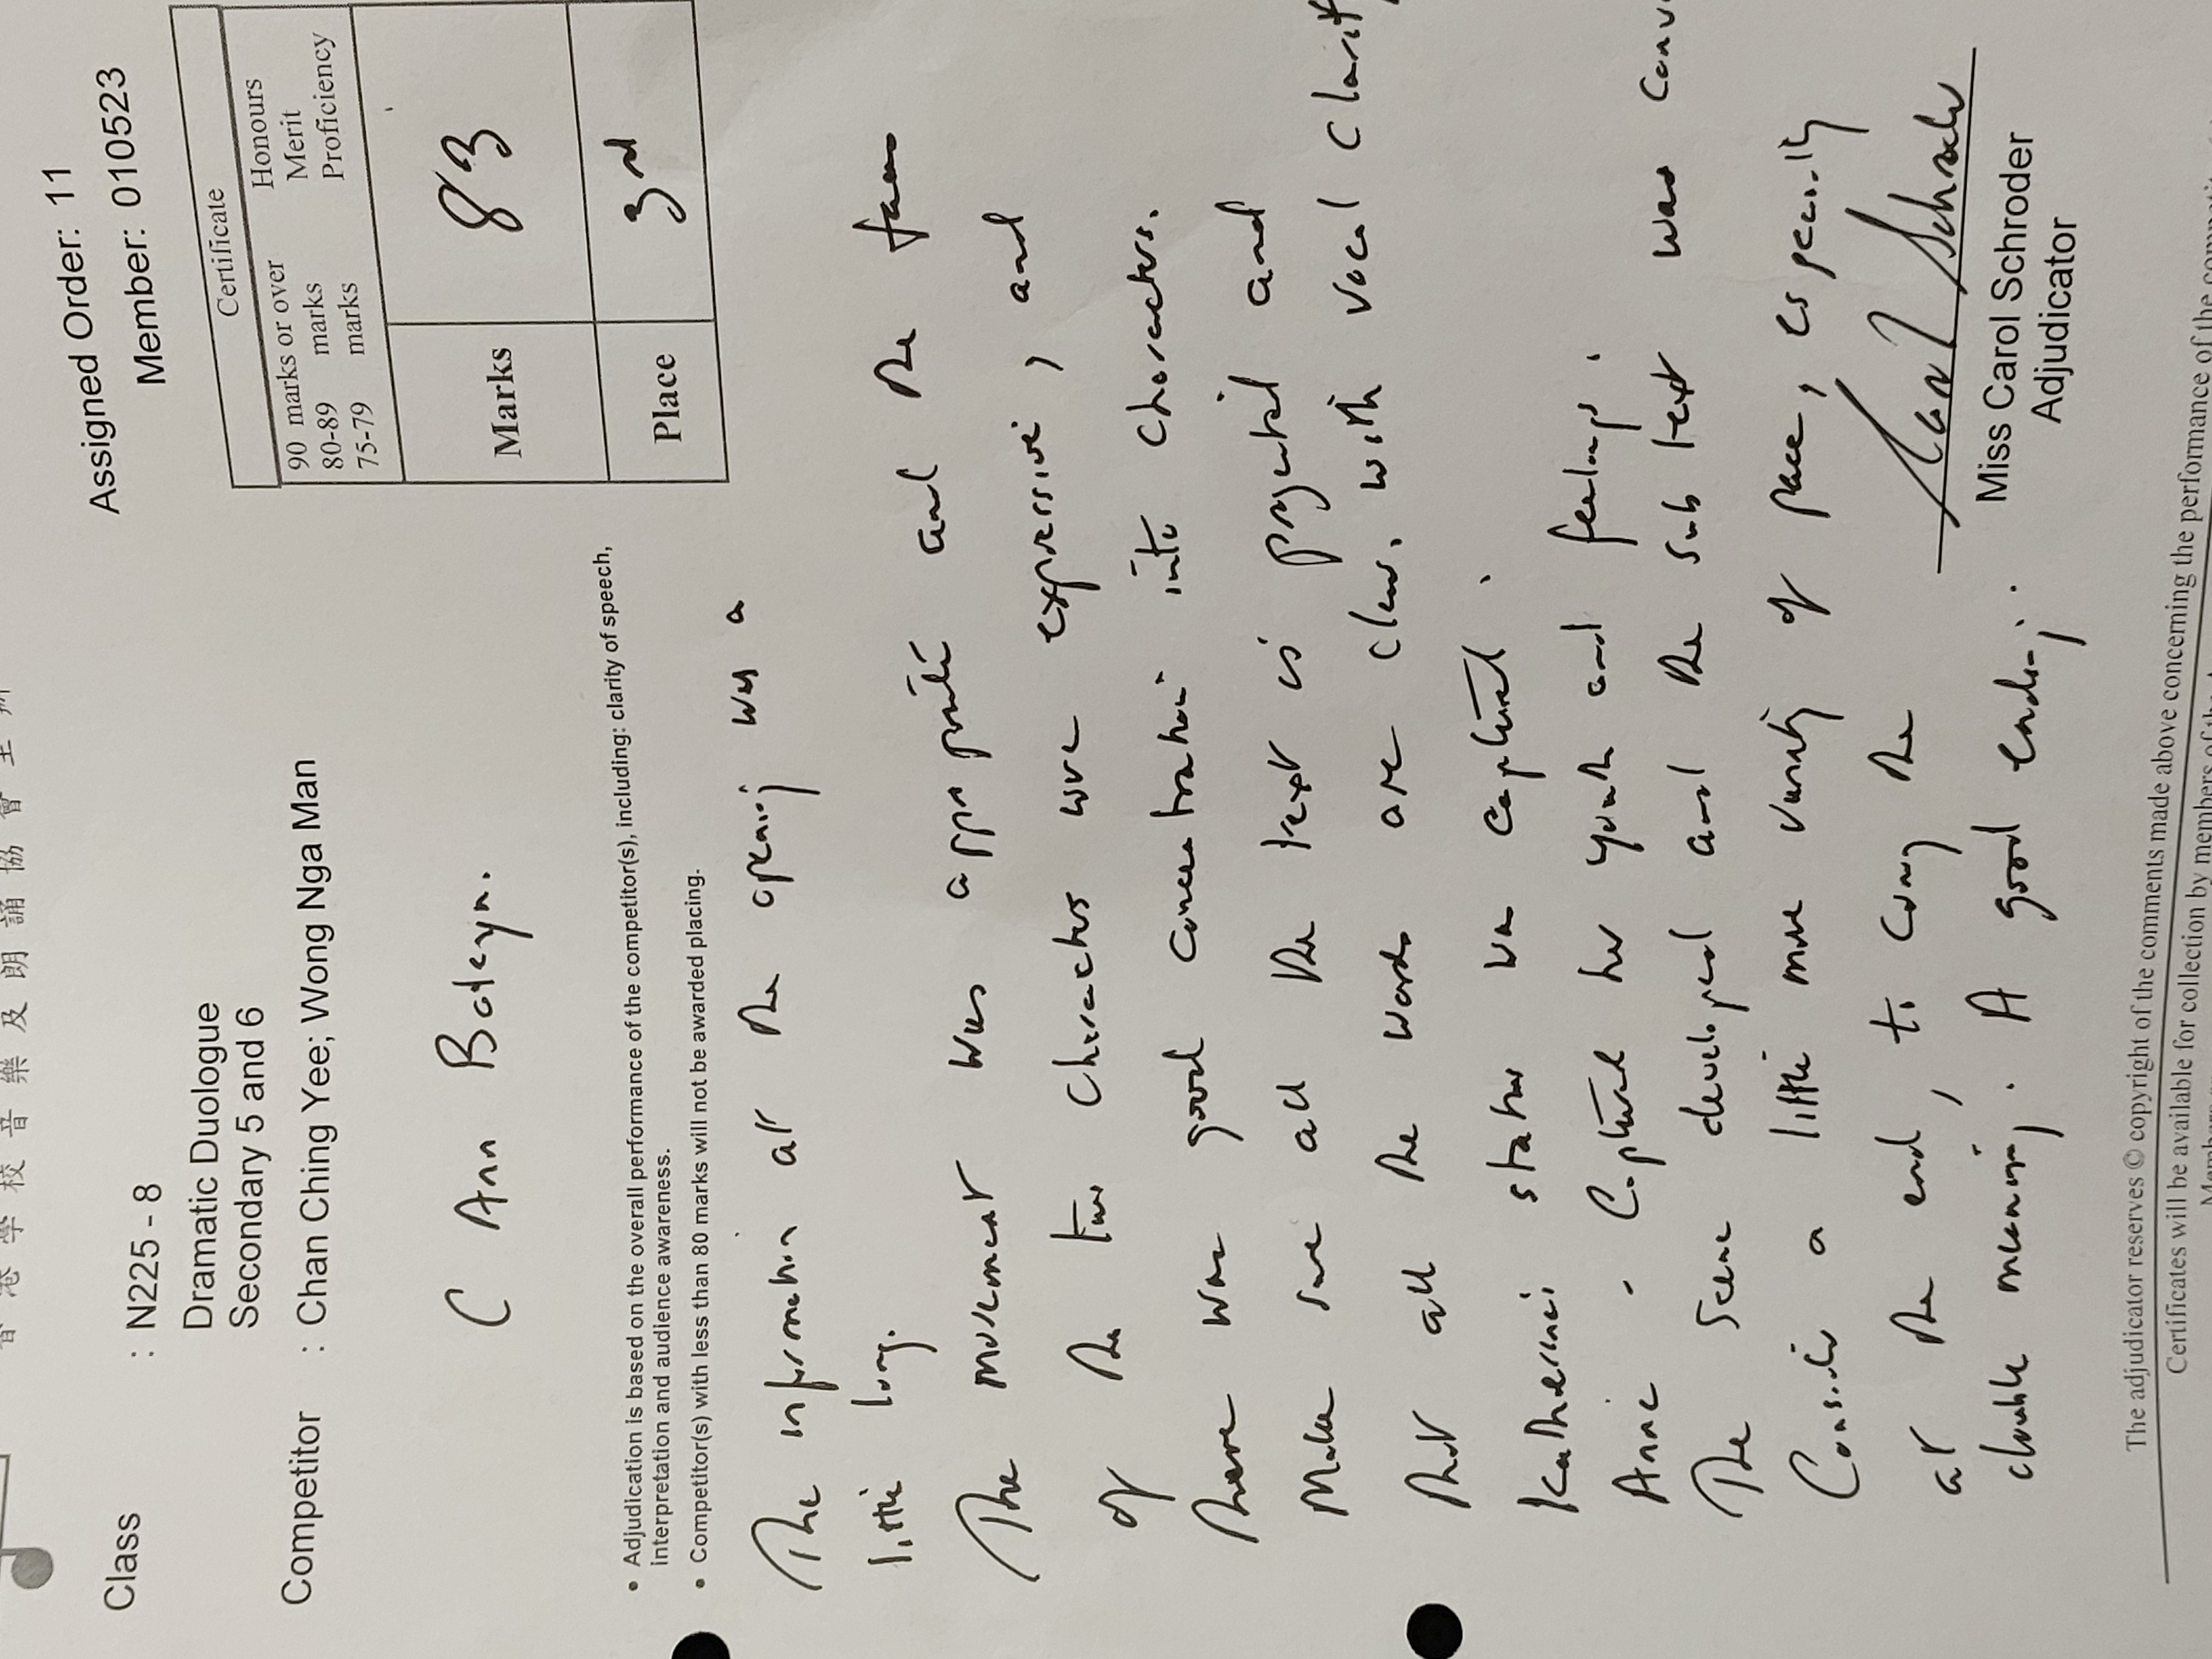 香港學校音樂及朗誦協會主辦
Assigned Order: 11
Member: 010523
Class : N225 - 8
Dramatic Duologue
Secondary 5 and 6
Competitor : Chan Ching Yee; Wong Nga Man
Certificate
90 marks or over Honours
80-89 marks Merit
75-79 marks Proficiency
Marks 83
Place 3rd
C Ann Boleyn.
• Adjudication is based on the overall performance of the competitor(s), including: clarity of speech,
interpretation and audience awareness.
• Competitor(s) with less than 80 marks will not be awarded placing.
The information at the opening was a
little long.
The movement was appropriate and the faces
of the two characters were expressive, and
there was good concentration into characters.
Make sure all the text is projected and
that all the words are clear, with vocal clarity
Katherine's status was captured.
Anne - Captured her youth and feelings.
The scene developed and the sub text was conv
Consider a little more variety of pace, especially
at the end, to convey the
double meaning. A good ending.
Carol Schroder
Miss Carol Schroder
Adjudicator
The adjudicator reserves © copyright of the comments made above concerning the performance of the
Certificates will be available for collection by members of the
Members